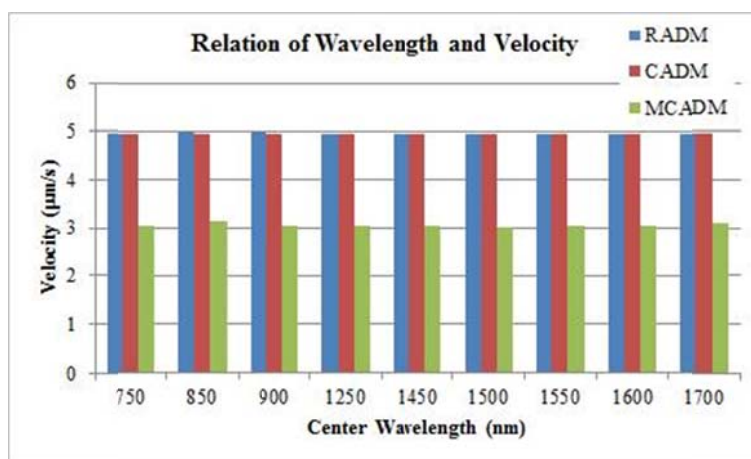 Relation of Wavelength and Velocity
RADM
CADM
MCADM
Velocity (μm/s)
6
5
4
3
2
1
0
750 850 900 1250 1450 1500 1550 1600 1700
Center Wavelength (nm)